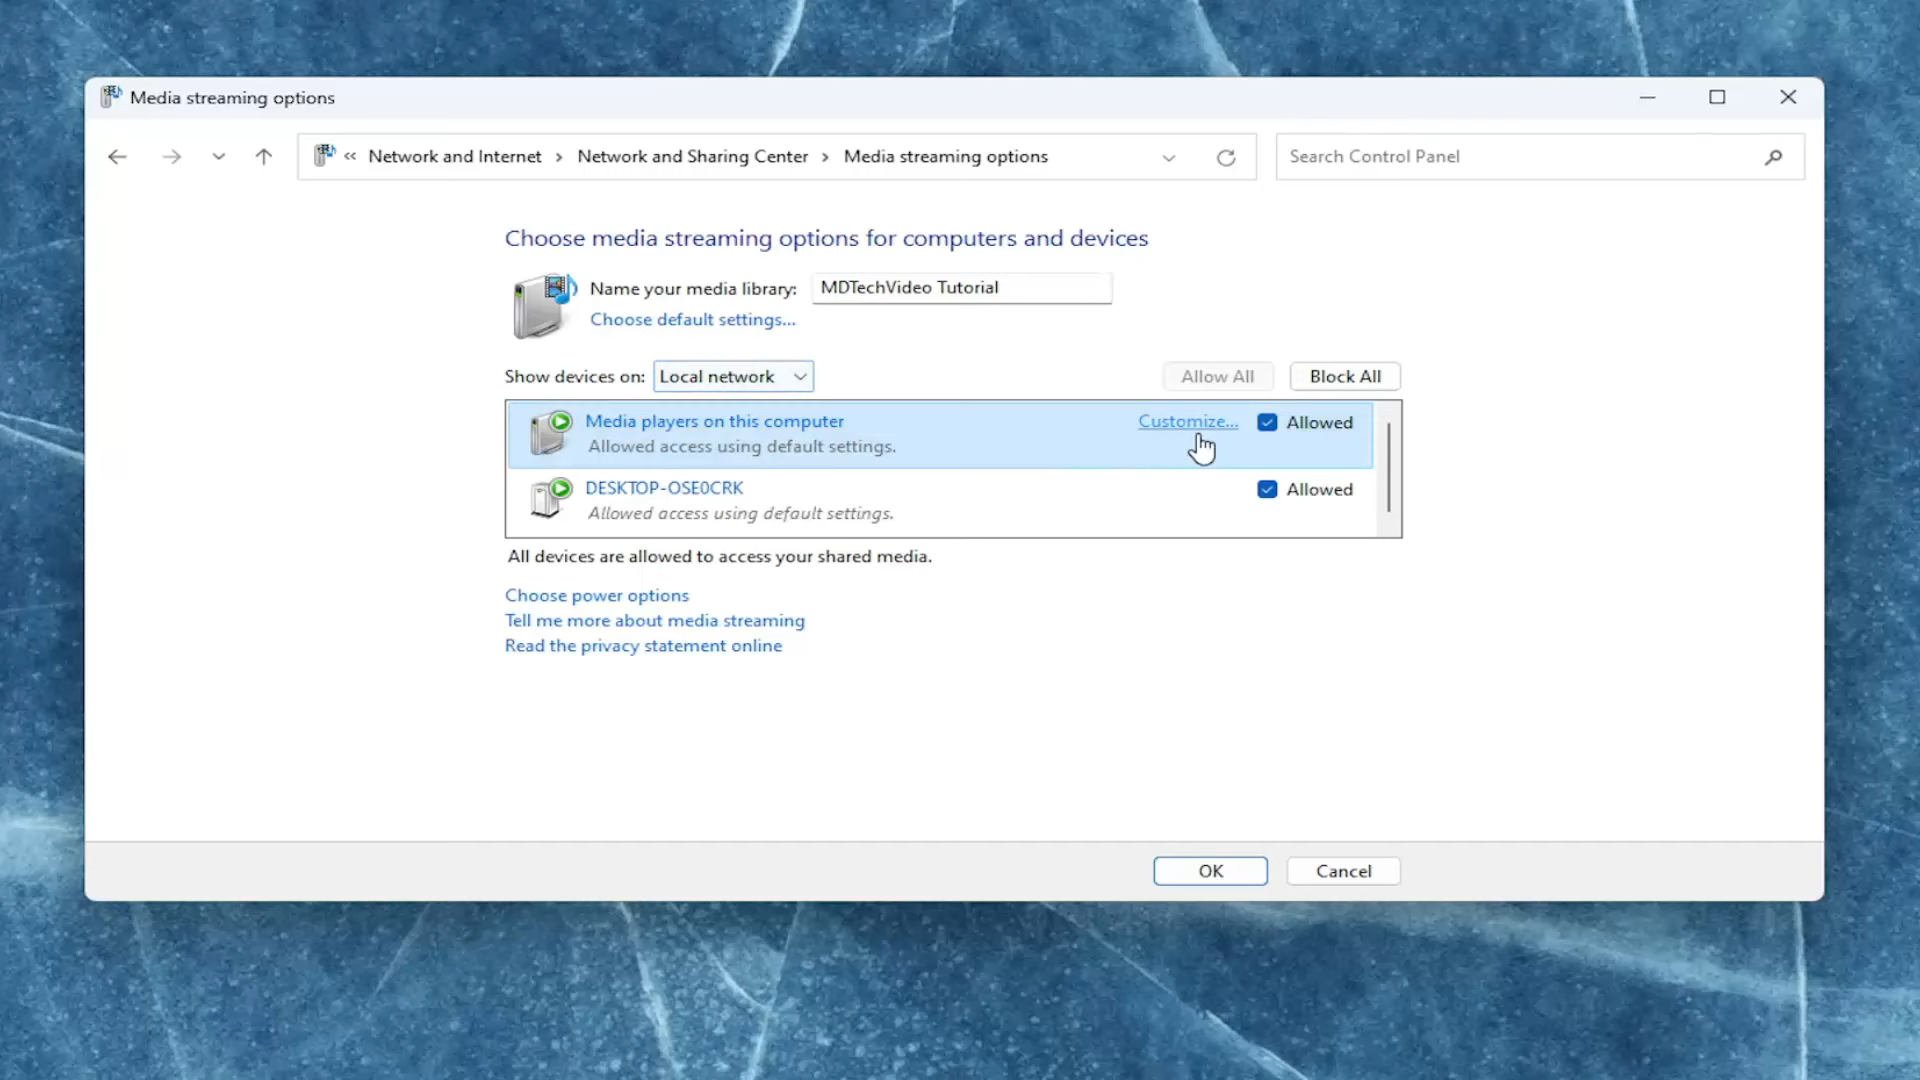 Media streaming options
« Network and Internet › Network and Sharing Center › Media streaming options
Search Control Panel
Choose media streaming options for computers and devices
Name your media library: MDTechVideo Tutorial
Choose default settings...
Show devices on: Local network
Allow All
Block All
Media players on this computer
Customize...
Allowed
Allowed access using default settings.
DESKTOP-OSE0CRK
Allowed
Allowed access using default settings.
All devices are allowed to access your shared media.
Choose power options
Tell me more about media streaming
Read the privacy statement online
OK
Cancel